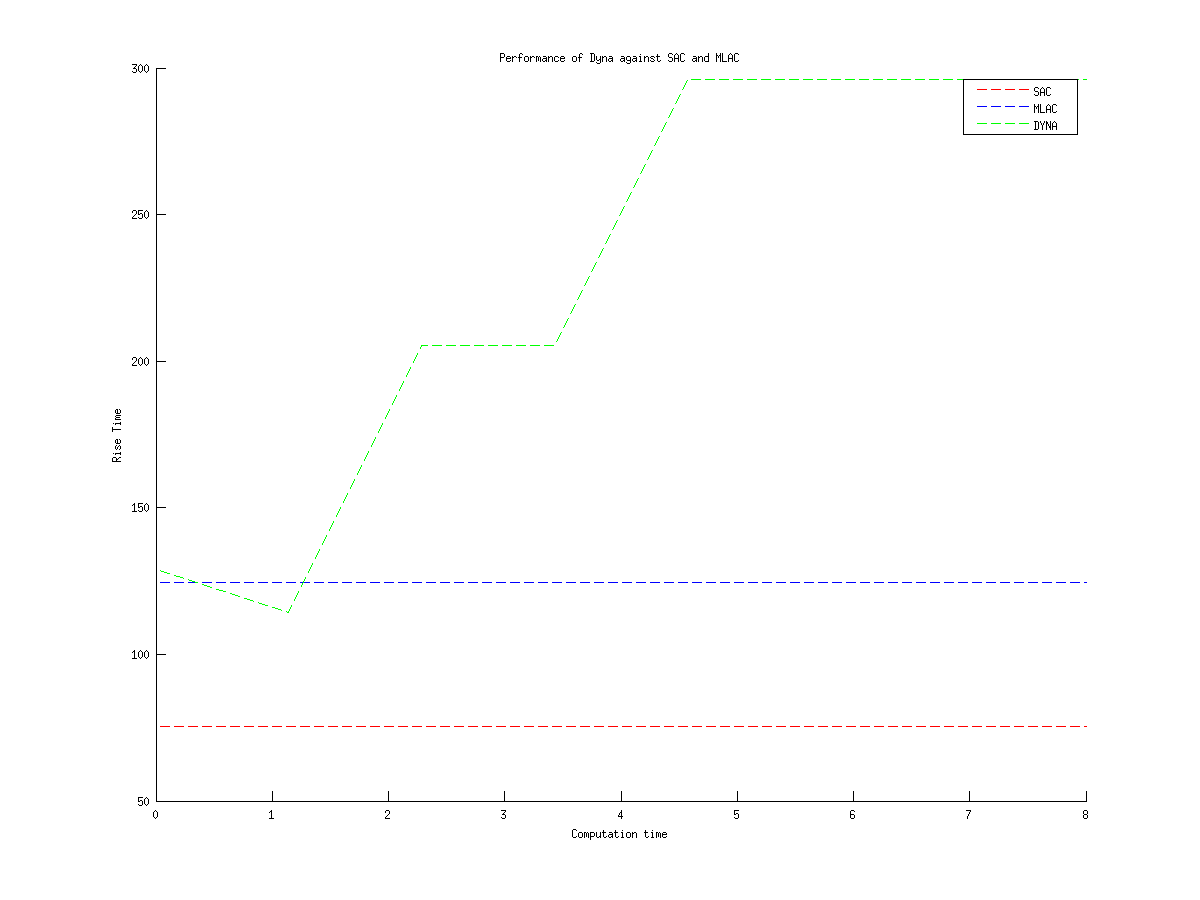 Performance of Dyna against SAC and MLAC
300
250
200
150
100
50
Rise Time
SAC
MLAC
DYNA
0 1 2 3 4 5 6 7 8
Computation time